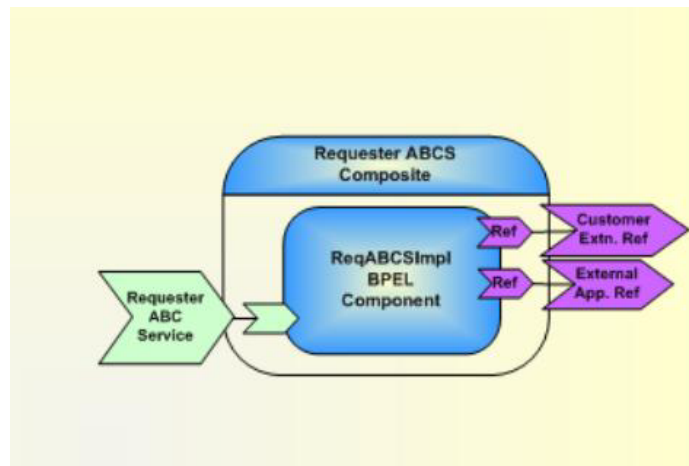 Requester ABCS
Composite
ReqABCSImpl
BPEL
Component
Ref
Ref
Customer
Extn. Ref
External
App. Ref
Requester
ABC
Service